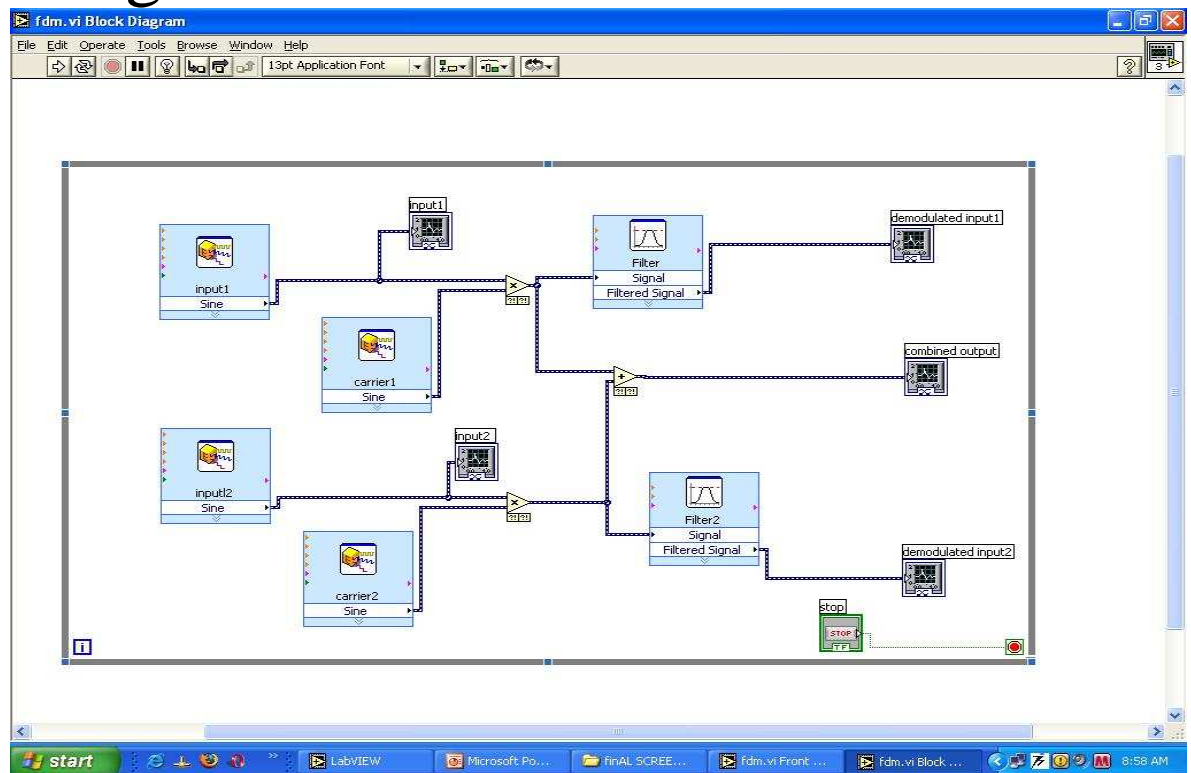 fdm.vi Block Diagram
File Edit Operate Tools Browse Window Help
13pt Application Font
3
input1
demodulated input1
input1
Sine
Filter
Signal
Filtered Signal
carrier1
Sine
combined output
input2
inputl2
Sine
Filter2
Signal
Filtered Signal
carrier2
Sine
demodulated input2
stop
STOP
TF
i
start
LabVIEW
Microsoft Po...
finAL SCREE...
fdm.vi Front ...
fdm.vi Block ...
8:58 AM